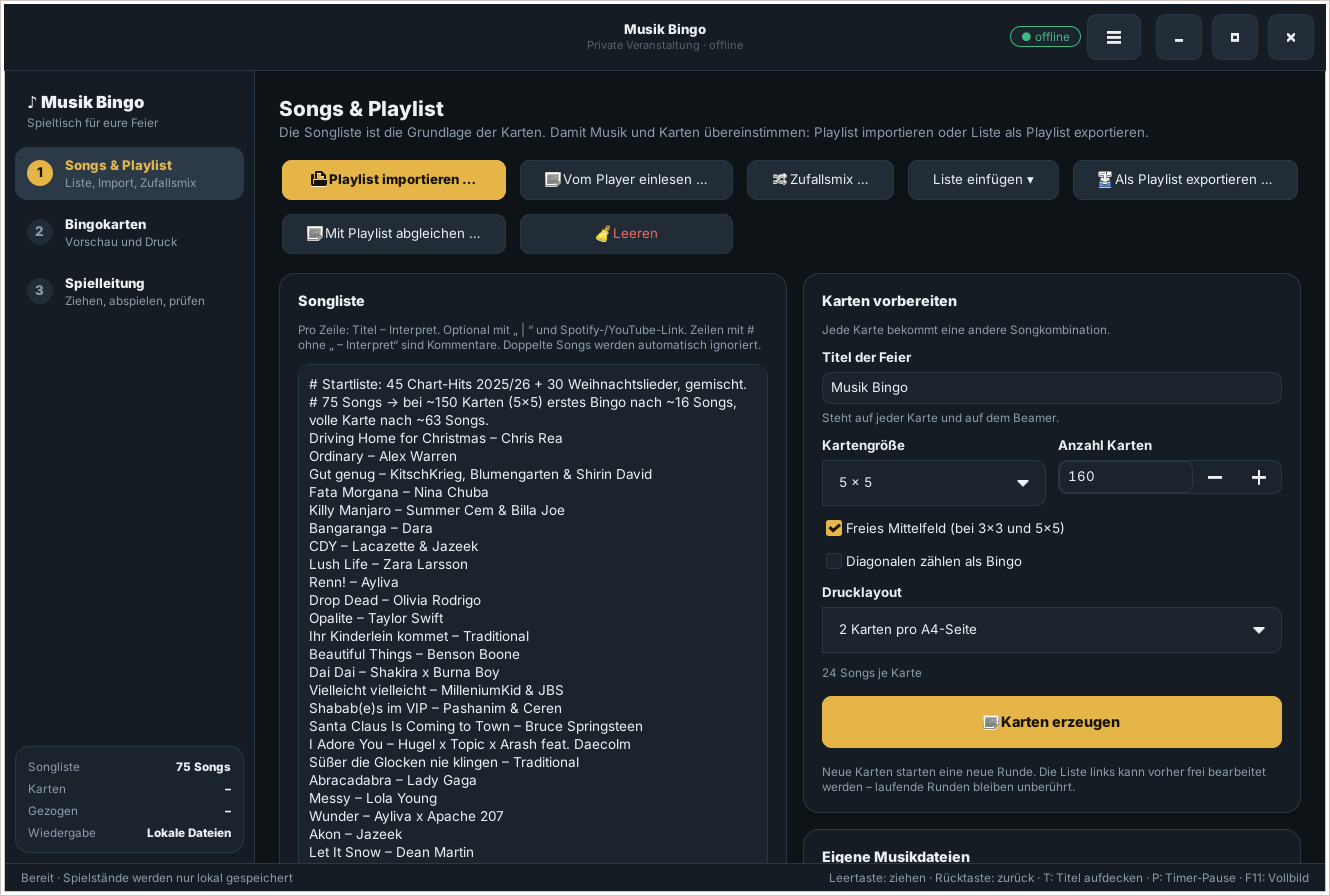 Musik Bingo
Private Veranstaltung · offline
offline
♪ Musik Bingo
Spieltisch für eure Feier
1
Songs & Playlist
Liste, Import, Zufallsmix
2
Bingokarten
Vorschau und Druck
3
Spielleitung
Ziehen, abspielen, prüfen
Songliste 75 Songs
Karten –
Gezogen –
Wiedergabe Lokale Dateien
Songs & Playlist
Die Songliste ist die Grundlage der Karten. Damit Musik und Karten übereinstimmen: Playlist importieren oder Liste als Playlist exportieren.
Playlist importieren ...
Vom Player einlesen ...
Zufallsmix ...
Liste einfügen ▾
Als Playlist exportieren ...
Mit Playlist abgleichen ...
Leeren
Songliste
Pro Zeile: Titel – Interpret. Optional mit „ | “ und Spotify-/YouTube-Link. Zeilen mit #
ohne „ – Interpret“ sind Kommentare. Doppelte Songs werden automatisch ignoriert.
# Startliste: 45 Chart-Hits 2025/26 + 30 Weihnachtslieder, gemischt.
# 75 Songs → bei ~150 Karten (5×5) erstes Bingo nach ~16 Songs,
volle Karte nach ~63 Songs.
Driving Home for Christmas – Chris Rea
Ordinary – Alex Warren
Gut genug – KitschKrieg, Blumengarten & Shirin David
Fata Morgana – Nina Chuba
Killy Manjaro – Summer Cem & Billa Joe
Bangaranga – Dara
CDY – Lacazette & Jazeek
Lush Life – Zara Larsson
Renn! – Ayliva
Drop Dead – Olivia Rodrigo
Opalite – Taylor Swift
Ihr Kinderlein kommet – Traditional
Beautiful Things – Benson Boone
Dai Dai – Shakira x Burna Boy
Vielleicht vielleicht – MilleniumKid & JBS
Shabab(e)s im VIP – Pashanim & Ceren
Santa Claus Is Coming to Town – Bruce Springsteen
I Adore You – Hugel x Topic x Arash feat. Daecolm
Süßer die Glocken nie klingen – Traditional
Abracadabra – Lady Gaga
Messy – Lola Young
Wunder – Ayliva x Apache 207
Akon – Jazeek
Let It Snow – Dean Martin
Karten vorbereiten
Jede Karte bekommt eine andere Songkombination.
Titel der Feier
Musik Bingo
Steht auf jeder Karte und auf dem Beamer.
Kartengröße
5 × 5
Anzahl Karten
160
Freies Mittelfeld (bei 3×3 und 5×5)
Diagonalen zählen als Bingo
Drucklayout
2 Karten pro A4-Seite
24 Songs je Karte
Karten erzeugen
Neue Karten starten eine neue Runde. Die Liste links kann vorher frei bearbeitet
werden – laufende Runden bleiben unberührt.
Eigene Musikdateien
Bereit · Spielstände werden nur lokal gespeichert
Leertaste: ziehen · Rücktaste: zurück · T: Titel aufdecken · P: Timer-Pause · F11: Vollbild